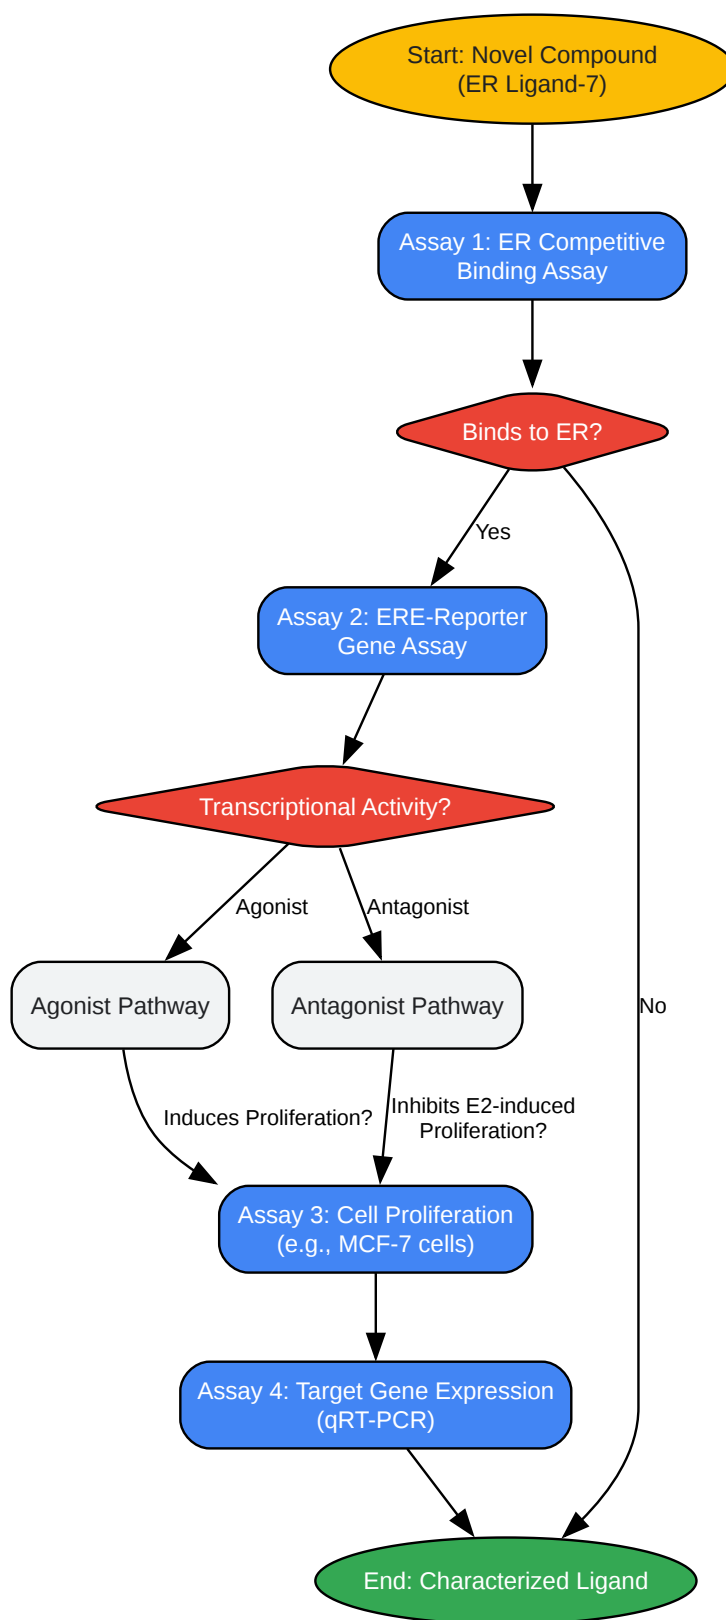 Start: Novel Compound
(ER Ligand-7)
Assay 1: ER Competitive
Binding Assay
Binds to ER?
Yes
Assay 2: ERE-Reporter
Gene Assay
Transcriptional Activity?
Agonist
Antagonist
Agonist Pathway
Antagonist Pathway
No
Induces Proliferation?
Inhibits E2-induced
Proliferation?
Assay 3: Cell Proliferation
(e.g., MCF-7 cells)
Assay 4: Target Gene Expression
(qRT-PCR)
End: Characterized Ligand